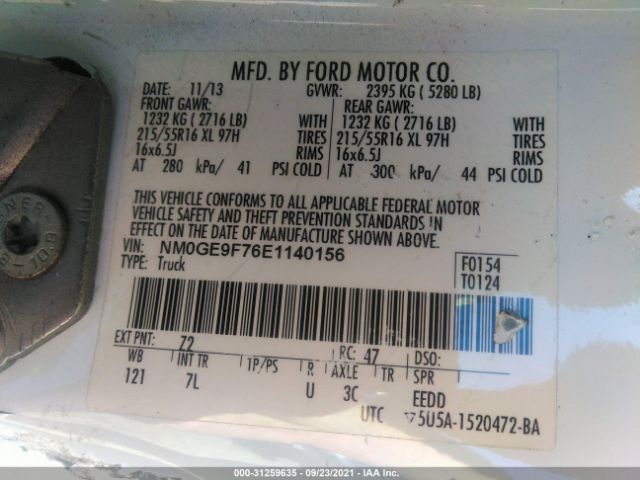 MFD. BY FORD MOTOR CO.
DATE: 11/13 GVWR: 2395 KG ( 5280 LB)
FRONT GAWR: REAR GAWR:
1232 KG ( 2716 LB) WITH 1232 KG ( 2716 LB) WITH
215/55R16 XL 97H TIRES 215/55R16 XL 97H TIRES
16x6.5J RIMS 16x6.5J RIMS
AT 280 kPa/ 41 PSI COLD AT 300 kPa/ 44 PSI COLD
THIS VEHICLE CONFORMS TO ALL APPLICABLE FEDERAL MOTOR
VEHICLE SAFETY AND THEFT PREVENTION STANDARDS IN
EFFECT ON THE DATE OF MANUFACTURE SHOWN ABOVE.
VIN: NM0GE9F76E1140156
TYPE: Truck
F0154
T0124
EXT PNT: Z2 RC: 47 DSO:
WB INT TR TP/PS R AXLE TR SPR
121 7L U 3C EEDD
UTC 5U5A-1520472-BA
000-31259635 - 09/23/2021 - IAA Inc.